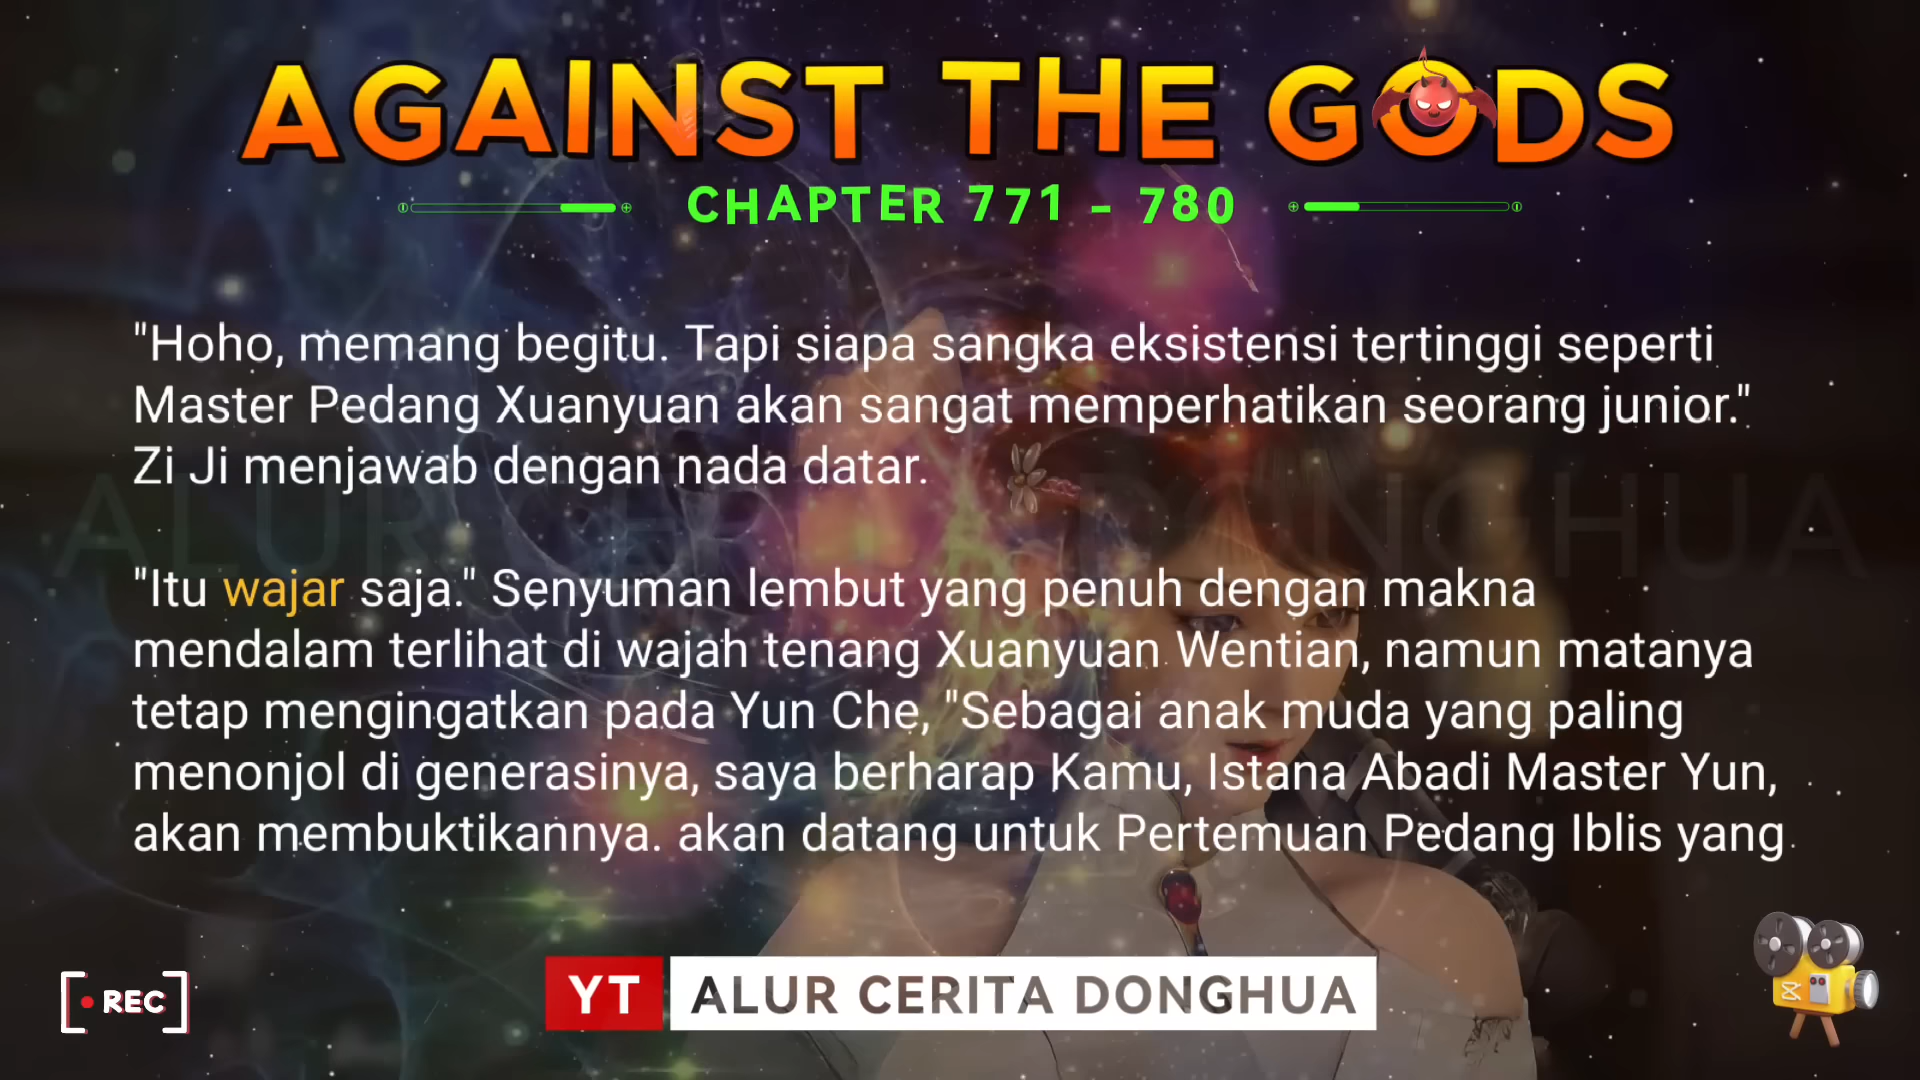 AGAINST THE GODS
CHAPTER 771 - 780
"Hoho, memang begitu. Tapi siapa sangka eksistensi tertinggi seperti
Master Pedang Xuanyuan akan sangat memperhatikan seorang junior."
Zi Ji menjawab dengan nada datar.
ALUR CERITA DONGHUA
"Itu wajar saja." Senyuman lembut yang penuh dengan makna
mendalam terlihat di wajah tenang Xuanyuan Wentian, namun matanya
tetap mengingatkan pada Yun Che, "Sebagai anak muda yang paling
menonjol di generasinya, saya berharap Kamu, Istana Abadi Master Yun,
akan membuktikannya. akan datang untuk Pertemuan Pedang Iblis yang
REC
YT ALUR CERITA DONGHUA